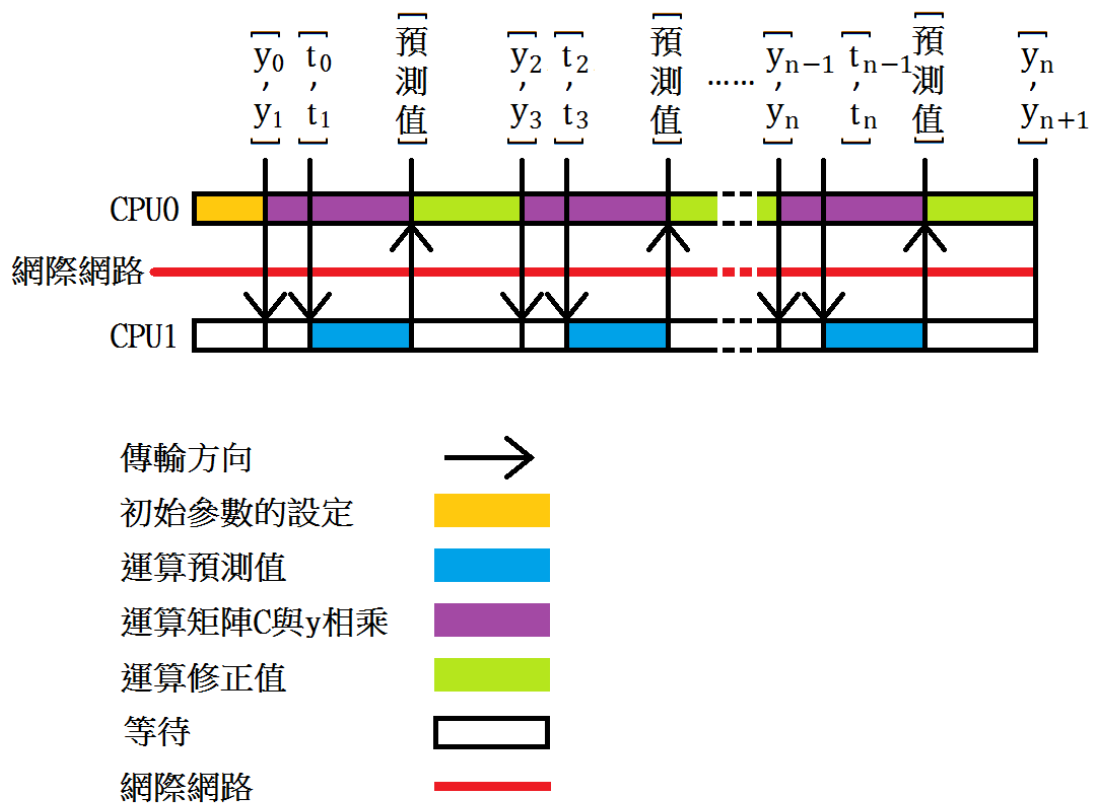 [y₀,y₁]
[t₀,t₁]
[預測值]
[y₂,y₃]
[t₂,t₃]
[預測值]
……
[yₙ₋₁,yₙ]
[tₙ₋₁,tₙ]
[預測值]
[yₙ,yₙ₊₁]
CPU0
網際網路
CPU1
傳輸方向
初始參數的設定
運算預測值
運算矩陣C與y相乘
運算修正值
等待
網際網路